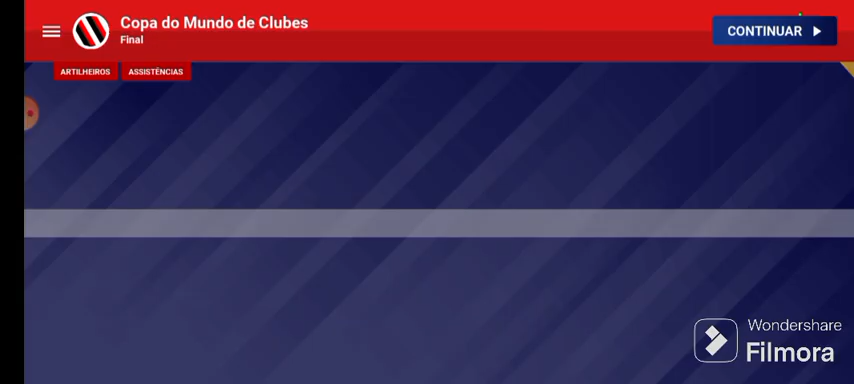 Copa do Mundo de Clubes
Final
CONTINUAR
ARTILHEIROS ASSISTÊNCIAS
Wondershare
Filmora